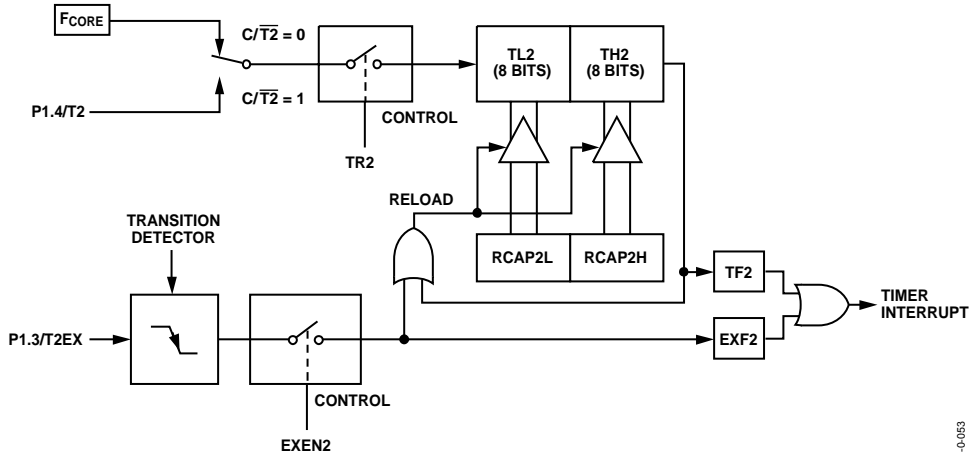 FCORE
C/T2 = 0
C/T2 = 1
P1.4/T2
CONTROL
TR2
TL2
(8 BITS)
TH2
(8 BITS)
RELOAD
TRANSITION
DETECTOR
RCAP2L
RCAP2H
TF2
TIMER
INTERRUPT
P1.3/T2EX
EXF2
CONTROL
EXEN2
-0-053